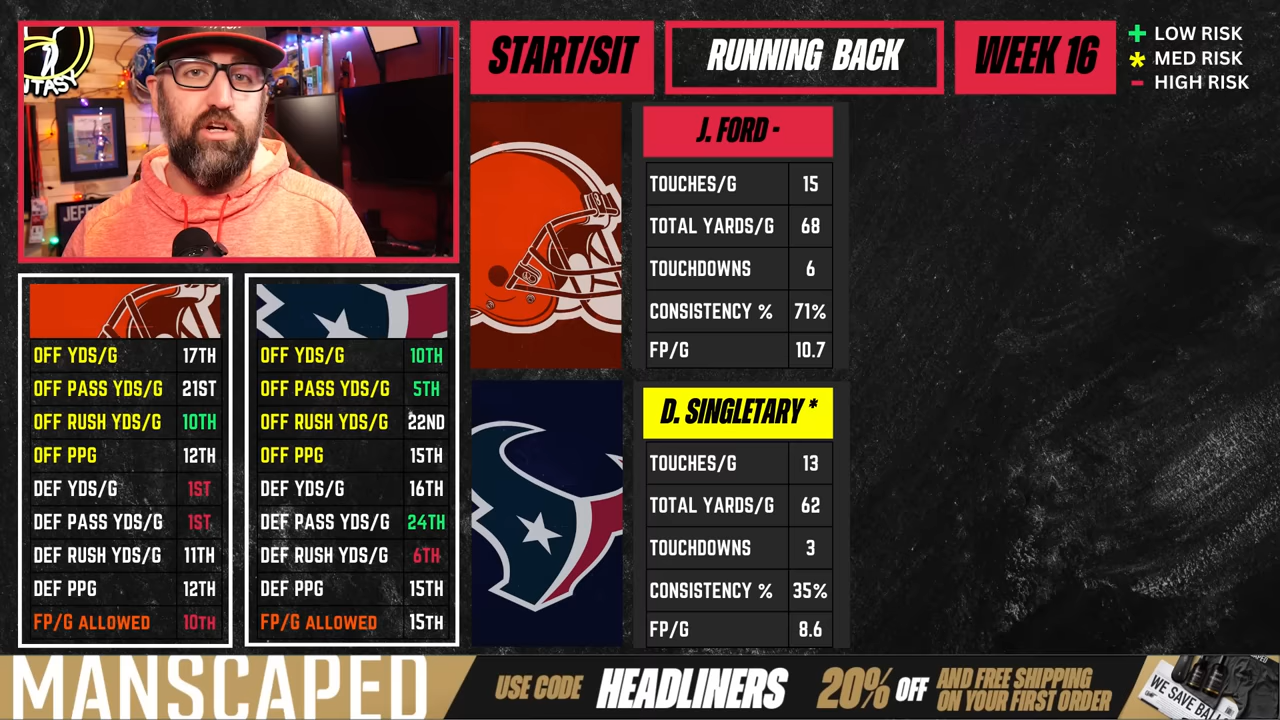 TASY
JEFF
START/SIT
RUNNING BACK
WEEK 16
+ LOW RISK
* MED RISK
- HIGH RISK
J. FORD -
TOUCHES/G 15
TOTAL YARDS/G 68
TOUCHDOWNS 6
CONSISTENCY % 71%
FP/G 10.7
D. SINGLETARY *
TOUCHES/G 13
TOTAL YARDS/G 62
TOUCHDOWNS 3
CONSISTENCY % 35%
FP/G 8.6
OFF YDS/G 17TH
OFF PASS YDS/G 21ST
OFF RUSH YDS/G 10TH
OFF PPG 12TH
DEF YDS/G 1ST
DEF PASS YDS/G 1ST
DEF RUSH YDS/G 11TH
DEF PPG 12TH
FP/G ALLOWED 10TH
OFF YDS/G 10TH
OFF PASS YDS/G 5TH
OFF RUSH YDS/G 22ND
OFF PPG 15TH
DEF YDS/G 16TH
DEF PASS YDS/G 24TH
DEF RUSH YDS/G 6TH
DEF PPG 15TH
FP/G ALLOWED 15TH
MANSCAPED
USE CODE HEADLINERS
20% OFF
AND FREE SHIPPING
ON YOUR FIRST ORDER
WE SAVE BAL